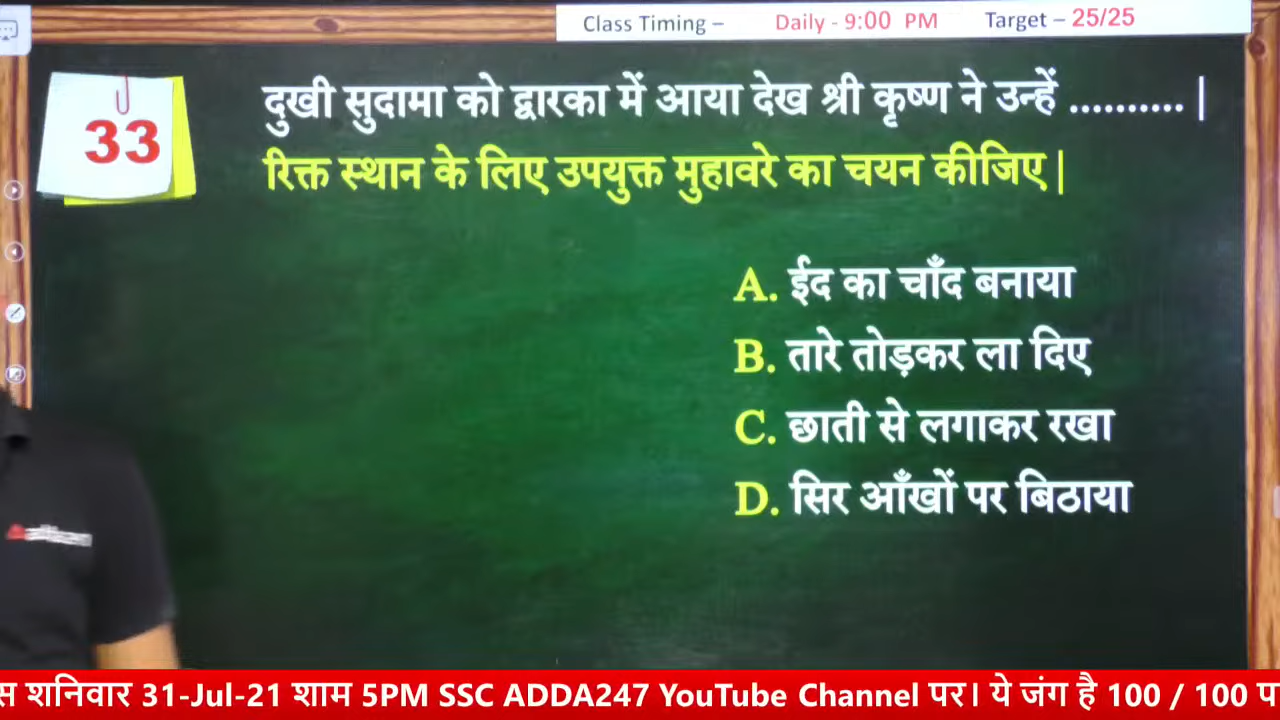 Class Timing – Daily - 9:00 PM Target – 25/25
33
दुखी सुदामा को द्वारका में आया देख श्री कृष्ण ने उन्हें .......... |
रिक्त स्थान के लिए उपयुक्त मुहावरे का चयन कीजिए |
A. ईद का चाँद बनाया
B. तारे तोड़कर ला दिए
C. छाती से लगाकर रखा
D. सिर आँखों पर बिठाया
स शनिवार 31-Jul-21 शाम 5PM SSC ADDA247 YouTube Channel पर। ये जंग है 100 / 100 प